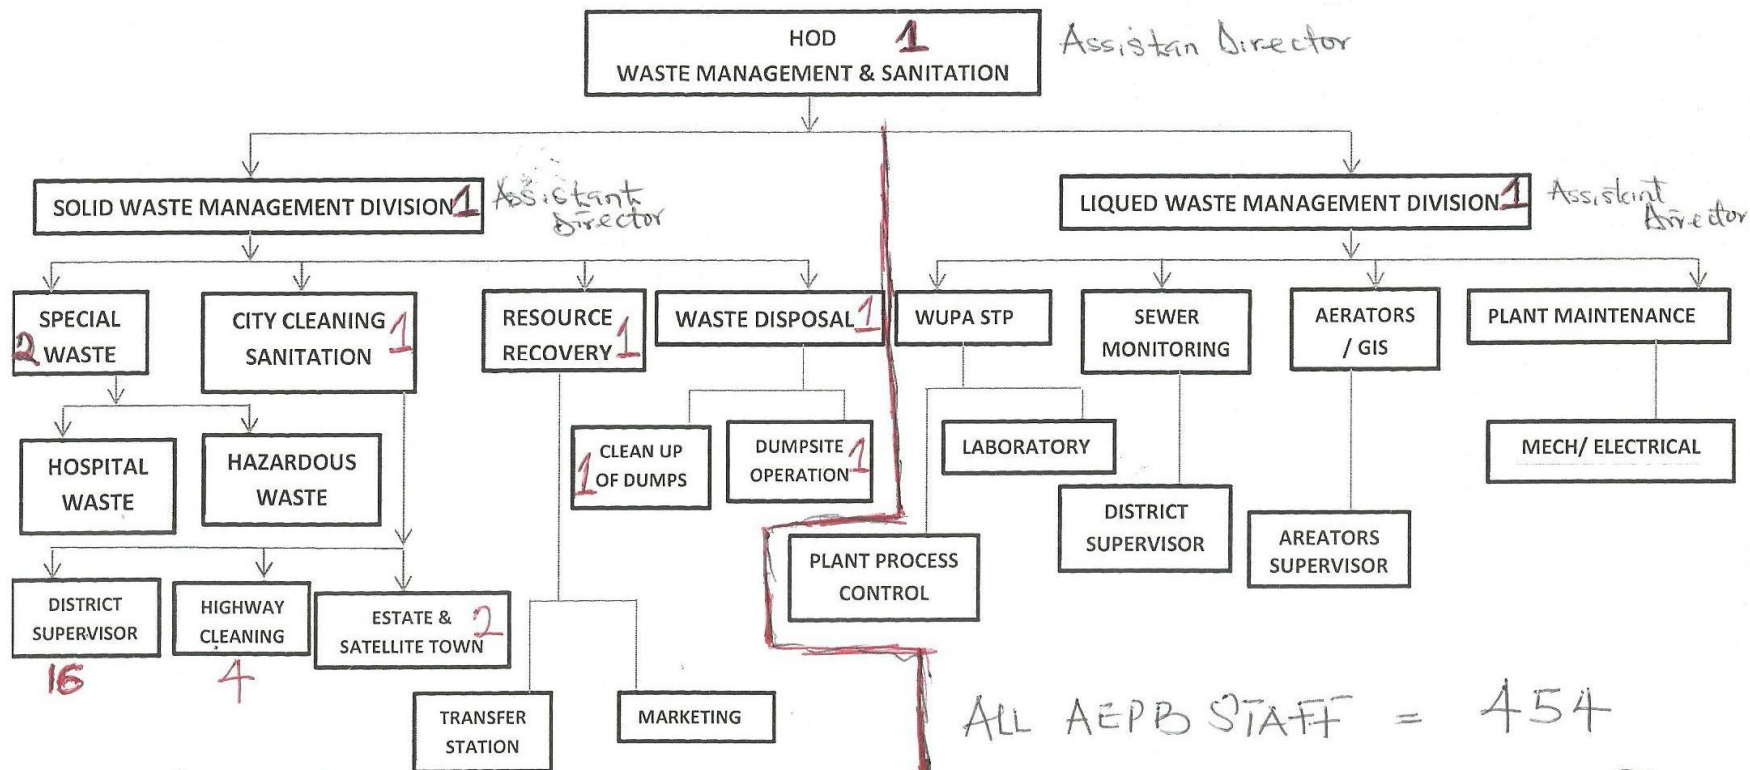 HOD 1
WASTE MANAGEMENT & SANITATION
Assistan Director
SOLID WASTE MANAGEMENT DIVISION 1
Assistant
Director
LIQUED WASTE MANAGEMENT DIVISION 1
Assistant
Director
SPECIAL
2 WASTE
CITY CLEANING
SANITATION 1
RESOURCE
RECOVERY 1
WASTE DISPOSAL 1
WUPA STP
SEWER
MONITORING
AERATORS
/ GIS
PLANT MAINTENANCE
HOSPITAL
WASTE
HAZARDOUS
WASTE
CLEAN UP
1 OF DUMPS
DUMPSITE
OPERATION 1
LABORATORY
MECH/ ELECTRICAL
DISTRICT
SUPERVISOR
AREATORS
SUPERVISOR
PLANT PROCESS
CONTROL
DISTRICT
SUPERVISOR
16
HIGHWAY
CLEANING
4
ESTATE & 2
SATELLITE TOWN
TRANSFER
STATION
MARKETING
ALL AEPB STAFF = 454